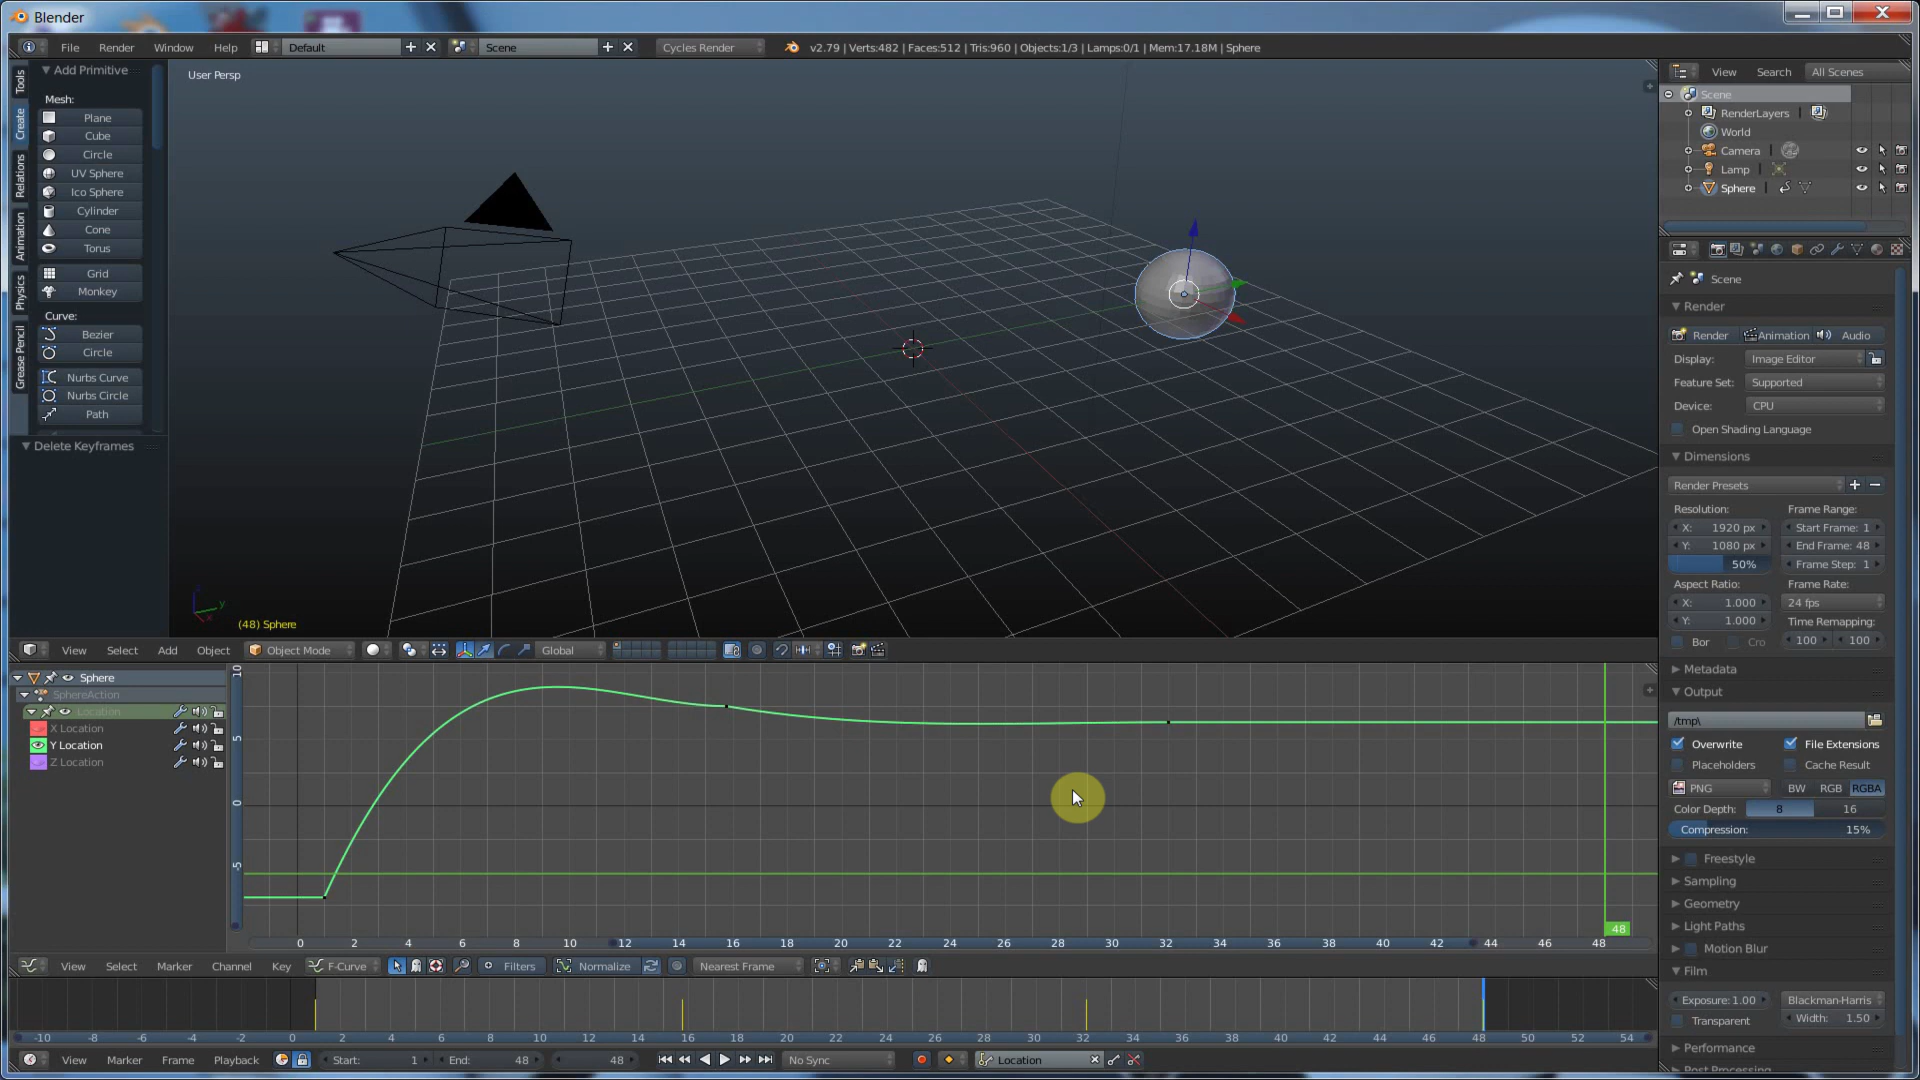 Blender
File Render Window Help Default Scene Cycles Render v2.79 | Verts:482 | Faces:512 | Tris:960 | Objects:1/3 | Lamps:0/1 | Mem:17.18M | Sphere
Tools
Create
Relations
Animation
Physics
Grease Pencil
Add Primitive
Mesh:
Plane
Cube
Circle
UV Sphere
Ico Sphere
Cylinder
Cone
Torus
Grid
Monkey
Curve:
Bezier
Circle
Nurbs Curve
Nurbs Circle
Path
Delete Keyframes
User Persp
z
y
x
(48) Sphere
View Select Add Object Object Mode Global
View Search All Scenes
Scene
RenderLayers
World
Camera
Lamp
Sphere
Scene
Render
Render Animation Audio
Display: Image Editor
Feature Set: Supported
Device: CPU
Open Shading Language
Dimensions
Render Presets
Resolution: Frame Range:
X: 1920 px Start Frame: 1
Y: 1080 px End Frame: 48
50% Frame Step: 1
Aspect Ratio: Frame Rate:
X: 1.000 24 fps
Y: 1.000 Time Remapping:
Bor Cro 100 100
Metadata
Output
/tmp\
Overwrite File Extensions
Placeholders Cache Result
PNG BW RGB RGBA
Color Depth: 8 16
Compression: 15%
Freestyle
Sampling
Geometry
Light Paths
Motion Blur
Film
Exposure: 1.00 Blackman-Harris
Transparent Width: 1.50
Performance
Post Processing
Sphere
SphereAction
Location
X Location
Y Location
Z Location
10
5
0
-5
48
0 2 4 6 8 10 12 14 16 18 20 22 24 26 28 30 32 34 36 38 40 42 44 46 48
View Select Marker Channel Key F-Curve Filters Normalize Nearest Frame
-10 -8 -6 -4 -2 0 2 4 6 8 10 12 14 16 18 20 22 24 26 28 30 32 34 36 38 40 42 44 46 48 50 52 54
View Marker Frame Playback Start: 1 End: 48 48 No Sync Location